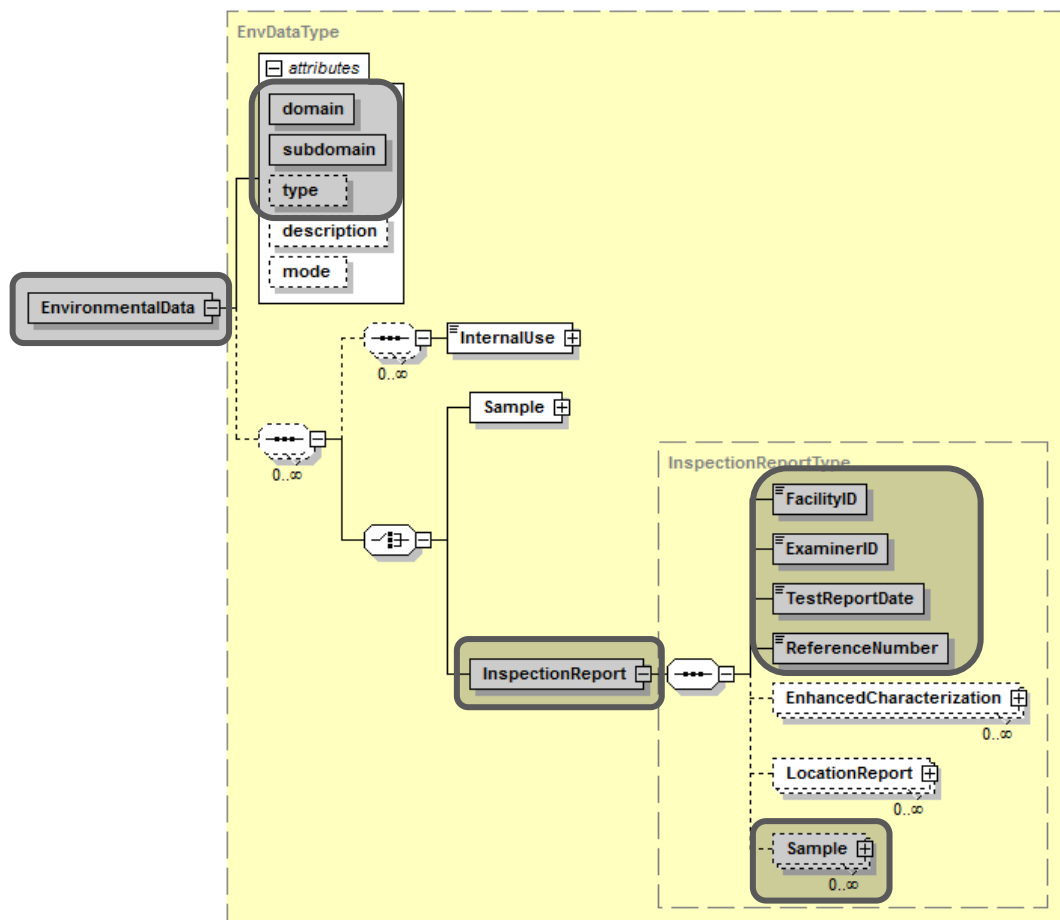 EnvDataType
attributes
domain
subdomain
type
description
mode
EnvironmentalData
InternalUse
0..∞
Sample
0..∞
InspectionReportType
FacilityID
ExaminerID
TestReportDate
ReferenceNumber
InspectionReport
EnhancedCharacterization
0..∞
LocationReport
0..∞
Sample
0..∞